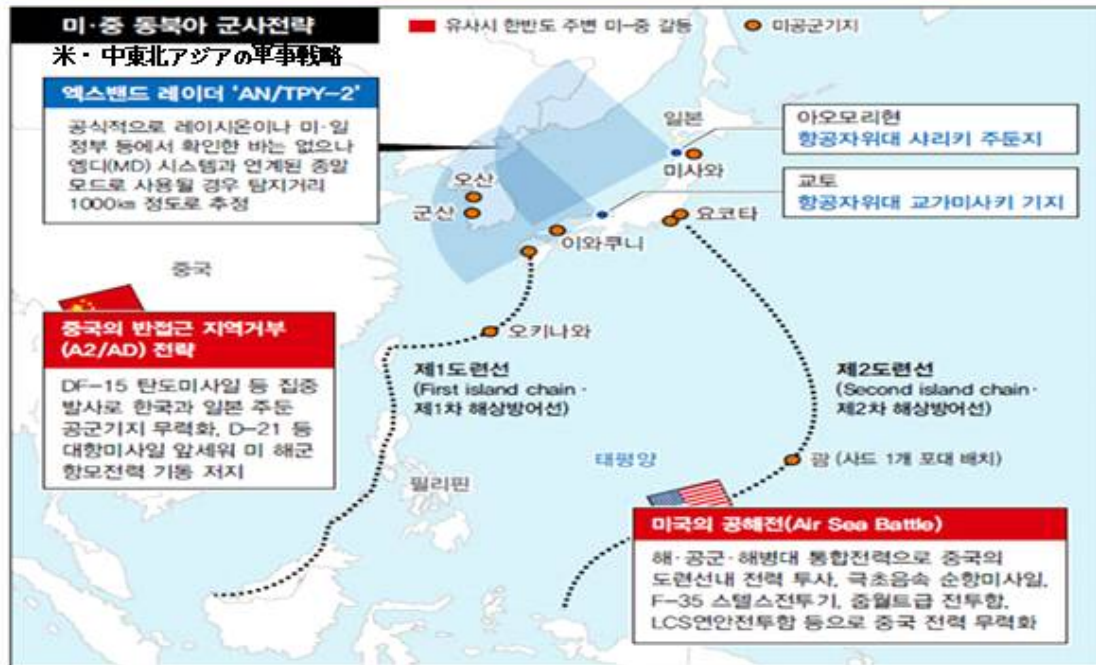 미·중 동북아 군사전략
米・中東北アジアの軍事戦略
유사시 한반도 주변 미-중 갈등
미공군기지
엑스밴드 레이더 'AN/TPY-2'
공식적으로 레이시온이나 미·일
정부 등에서 확인한 바는 없으나
엠디(MD) 시스템과 연계된 종말
모드로 사용될 경우 탐지거리
1000㎞ 정도로 추정
일본
아오모리현
항공자위대 샤리키 주둔지
미사와
교토
항공자위대 교가미사키 기지
오산
군산
요코타
이와쿠니
중국
오키나와
중국의 반접근 지역거부
(A2/AD) 전략
DF-15 탄도미사일 등 집중
발사로 한국과 일본 주둔
공군기지 무력화, D-21 등
대함미사일 앞세워 미 해군
항모전력 기동 저지
제1도련선
(First island chain·
제1차 해상방어선)
제2도련선
(Second island chain·
제2차 해상방어선)
태평양
괌 (사드 1개 포대 배치)
필리핀
미국의 공해전(Air Sea Battle)
해·공군·해병대 통합전력으로 중국의
도련선내 전력 투사, 극초음속 순항미사일,
F-35 스텔스전투기, 줌월트급 전투함,
LCS연안전투함 등으로 중국 전력 무력화